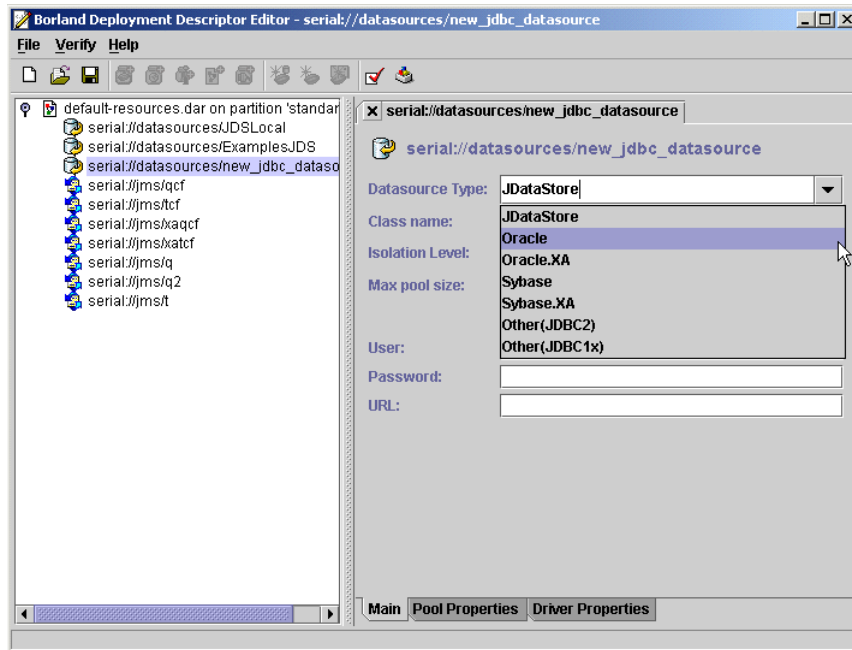 Borland Deployment Descriptor Editor - serial://datasources/new_jdbc_datasource
File Verify Help
default-resources.dar on partition 'standar
serial://datasources/JDSLocal
serial://datasources/ExamplesJDS
serial://datasources/new_jdbc_dataso
serial://jms/qcf
serial://jms/tcf
serial://jms/xaqcf
serial://jms/xatcf
serial://jms/q
serial://jms/q2
serial://jms/t
serial://datasources/new_jdbc_datasource
serial://datasources/new_jdbc_datasource
Datasource Type: JDataStore
Class name:
Isolation Level:
Max pool size:
JDataStore
Oracle
Oracle.XA
Sybase
Sybase.XA
Other(JDBC2)
Other(JDBC1x)
User:
Password:
URL:
Main Pool Properties Driver Properties